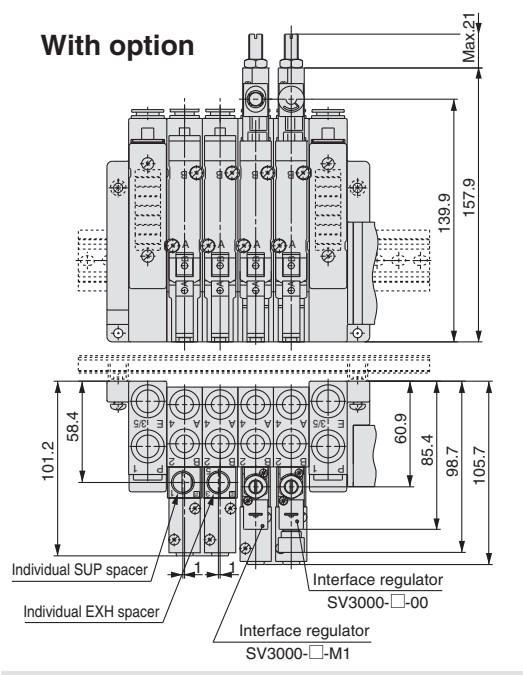 With option
Max.21
139.9
157.9
B B B B
A A A A
101.2
58.4
E 3/5
4 A 4 A 4 A 4 A
3/5 E
P 1
2 B 2 B 2 B 2 B
1 P
60.9
85.4
98.7
105.7
1 1
Individual SUP spacer
Individual EXH spacer
Interface regulator
SV3000-□-00
Interface regulator
SV3000-□-M1